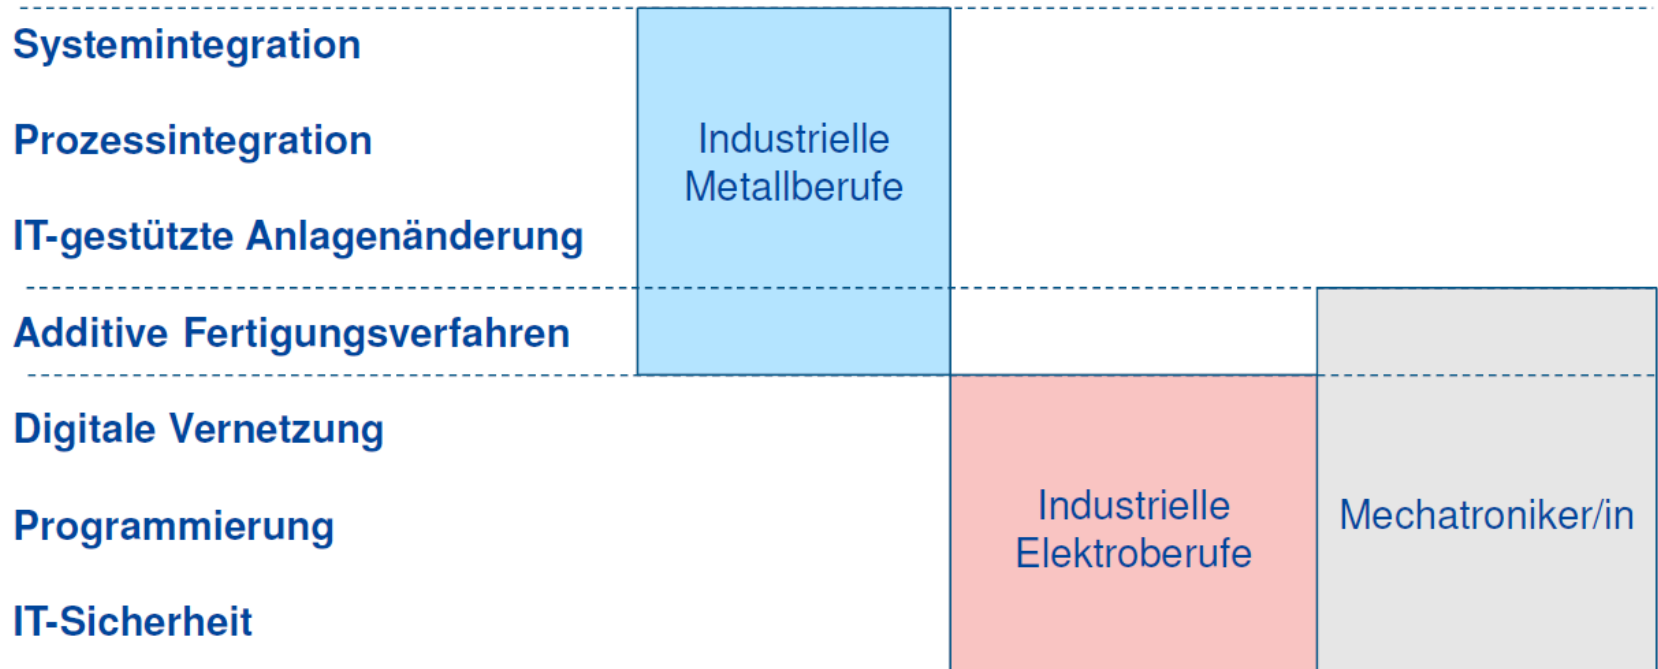 Systemintegration
Prozessintegration
IT-gestützte Anlagenänderung
Additive Fertigungsverfahren
Digitale Vernetzung
Programmierung
IT-Sicherheit
Industrielle
Metallberufe
Industrielle
Elektroberufe
Mechatroniker/in